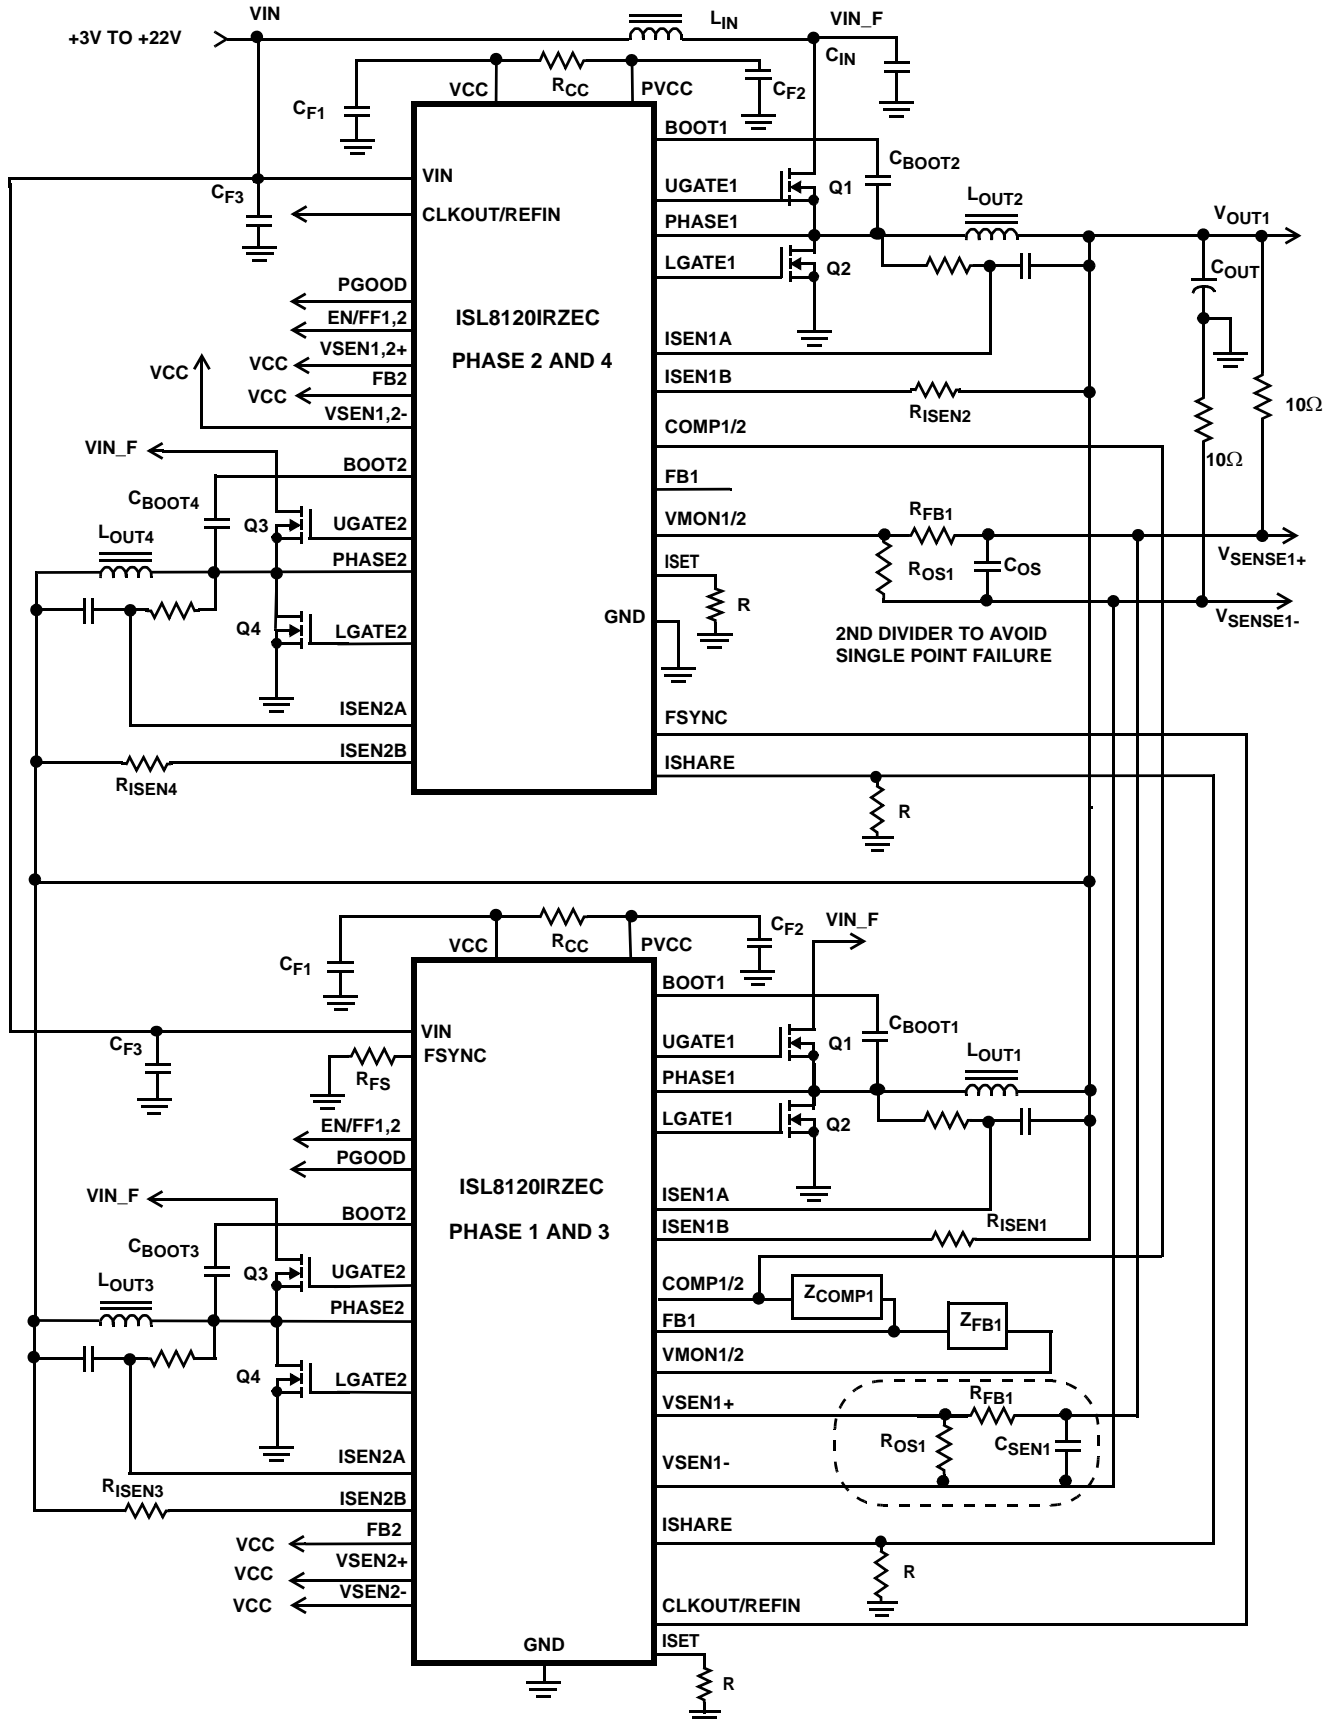 VIN
+3V TO +22V
LIN
VIN_F
CIN
VCC
RCC
PVCC
CF1
CF2
BOOT1
CBOOT2
VIN
CF3
UGATE1
Q1
LOUT2
CLKOUT/REFIN
PHASE1
VOUT1
LGATE1
Q2
COUT
PGOOD
ISL8120IRZEC
EN/FF1,2
PHASE 2 AND 4
VSEN1,2+
VCC
ISEN1A
VCC
FB2
VCC
ISEN1B
RISEN2
10Ω
VSEN1,2-
COMP1/2
VIN_F
10Ω
BOOT2
FB1
CBOOT4
Q3
UGATE2
VMON1/2
RFB1
LOUT4
PHASE2
ISET
ROS1
COS
VSENSE1+
R
GND
VSENSE1-
Q4
LGATE2
2ND DIVIDER TO AVOID
SINGLE POINT FAILURE
ISEN2A
FSYNC
ISEN2B
ISHARE
RISEN4
R
VCC
RCC
PVCC
CF2
VIN_F
CF1
BOOT1
CBOOT1
VIN
CF3
FSYNC
UGATE1
Q1
LOUT1
RFS
PHASE1
EN/FF1,2
LGATE1
Q2
PGOOD
ISL8120IRZEC
VIN_F
ISEN1A
BOOT2
PHASE 1 AND 3
ISEN1B
RISEN1
CBOOT3
Q3
UGATE2
COMP1/2
ZCOMP1
LOUT3
PHASE2
FB1
ZFB1
VMON1/2
Q4
LGATE2
VSEN1+
RFB1
ROS1
CSEN1
ISEN2A
VSEN1-
RISEN3
ISEN2B
ISHARE
FB2
VCC
VSEN2+
VCC
R
VSEN2-
VCC
CLKOUT/REFIN
GND
ISET
R